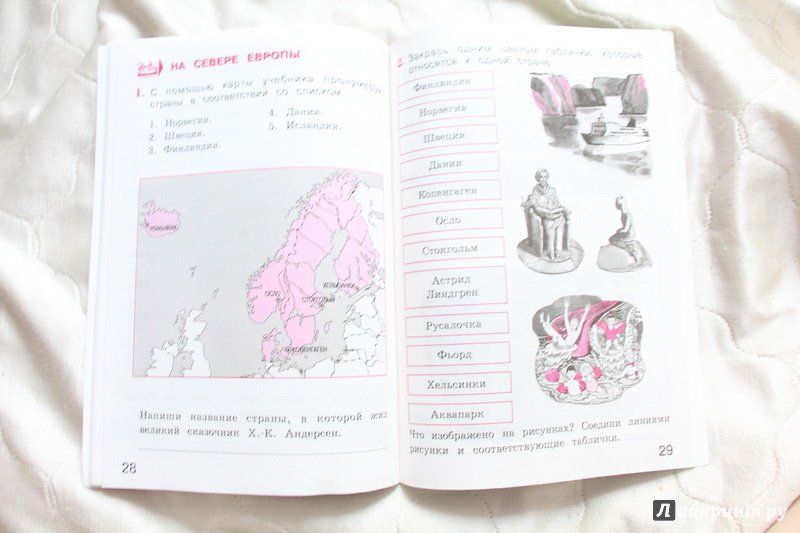 НА СЕВЕРЕ ЕВРОПЫ
1. С помощью карты учебника пронумеруй
страны в соответствии со списком.
1. Норвегия.
2. Швеция.
3. Финляндия.
4. Дания.
5. Исландия.
РЕЙКЬЯВИК
ОСЛО
ХЕЛЬСИНКИ
СТОКГОЛЬМ
КОПЕНГАГЕН
Напиши название страны, в которой жил
великий сказочник Х.-К. Андерсен.
28
2. Закрась одним цветом таблички, которые
относятся к одной стране.
Финляндия
Норвегия
Швеция
Дания
Копенгаген
Осло
Стокгольм
Астрид
Линдгрен
Русалочка
Фьорд
Хельсинки
Аквапарк
Что изображено на рисунках? Соедини линиями
рисунки и соответствующие таблички.
29
Лабиринт.ру